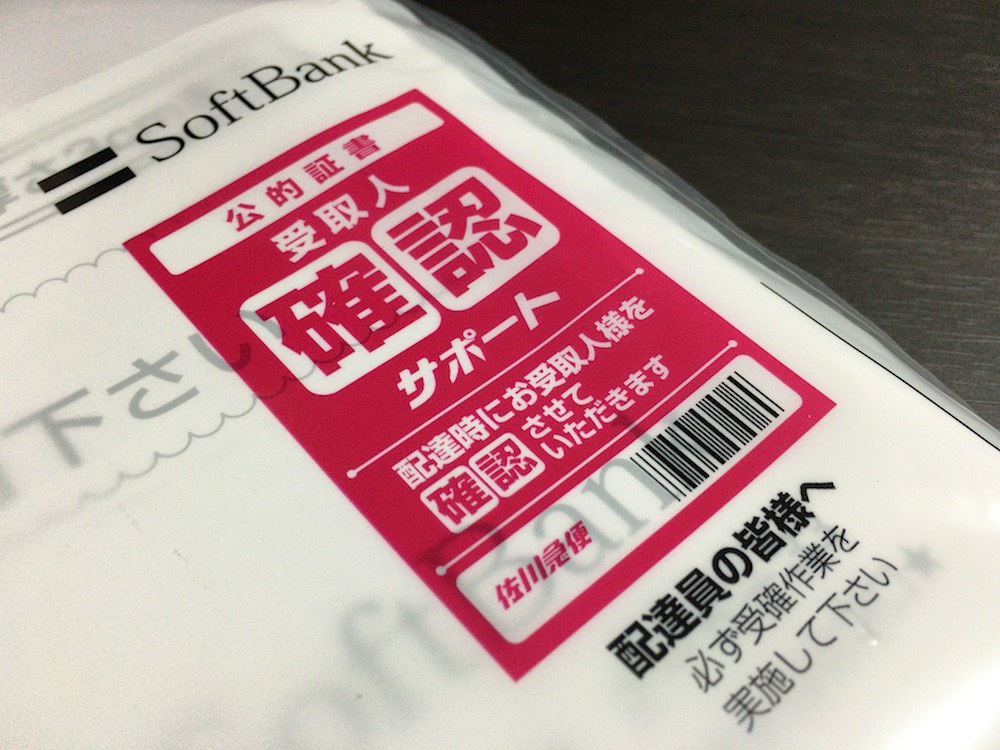 SoftBank
公的証書
受取人
確認
サポート
配達時にお受取人様を
確認させて
いただきます
佐川急便
配達員の皆様へ
必ず受確作業を
実施して下さい
下さい